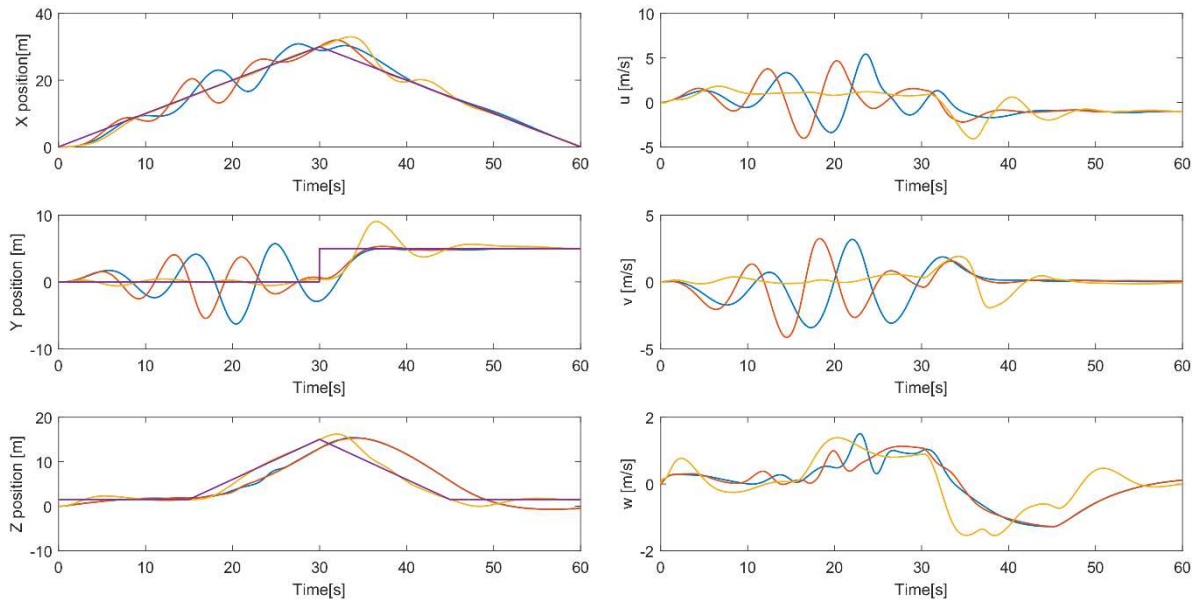 X position[m]
40
20
0
0 10 20 30 40 50 60
Time[s]
u [m/s]
10
5
0
-5
0 10 20 30 40 50 60
Time[s]
Y position [m]
10
0
-10
0 10 20 30 40 50 60
Time[s]
v [m/s]
5
0
-5
0 10 20 30 40 50 60
Time[s]
Z position [m]
20
10
0
-10
0 10 20 30 40 50 60
Time[s]
w [m/s]
2
0
-2
0 10 20 30 40 50 60
Time[s]